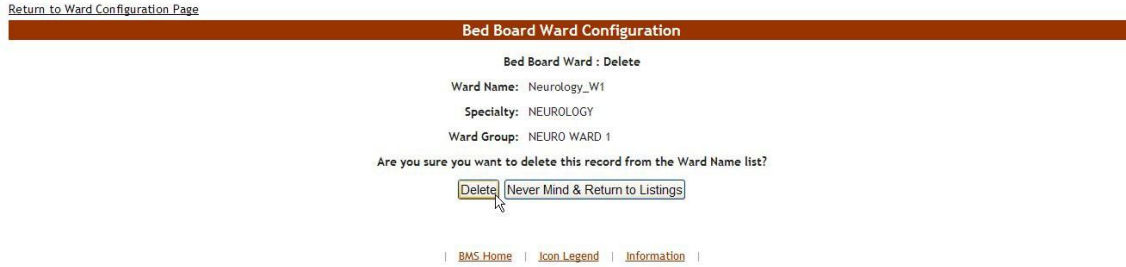 Return to Ward Configuration Page
Bed Board Ward Configuration
Bed Board Ward : Delete
Ward Name: Neurology_W1
Specialty: NEUROLOGY
Ward Group: NEURO WARD 1
Are you sure you want to delete this record from the Ward Name list?
Delete Never Mind & Return to Listings
| BMS Home | Icon Legend | Information |